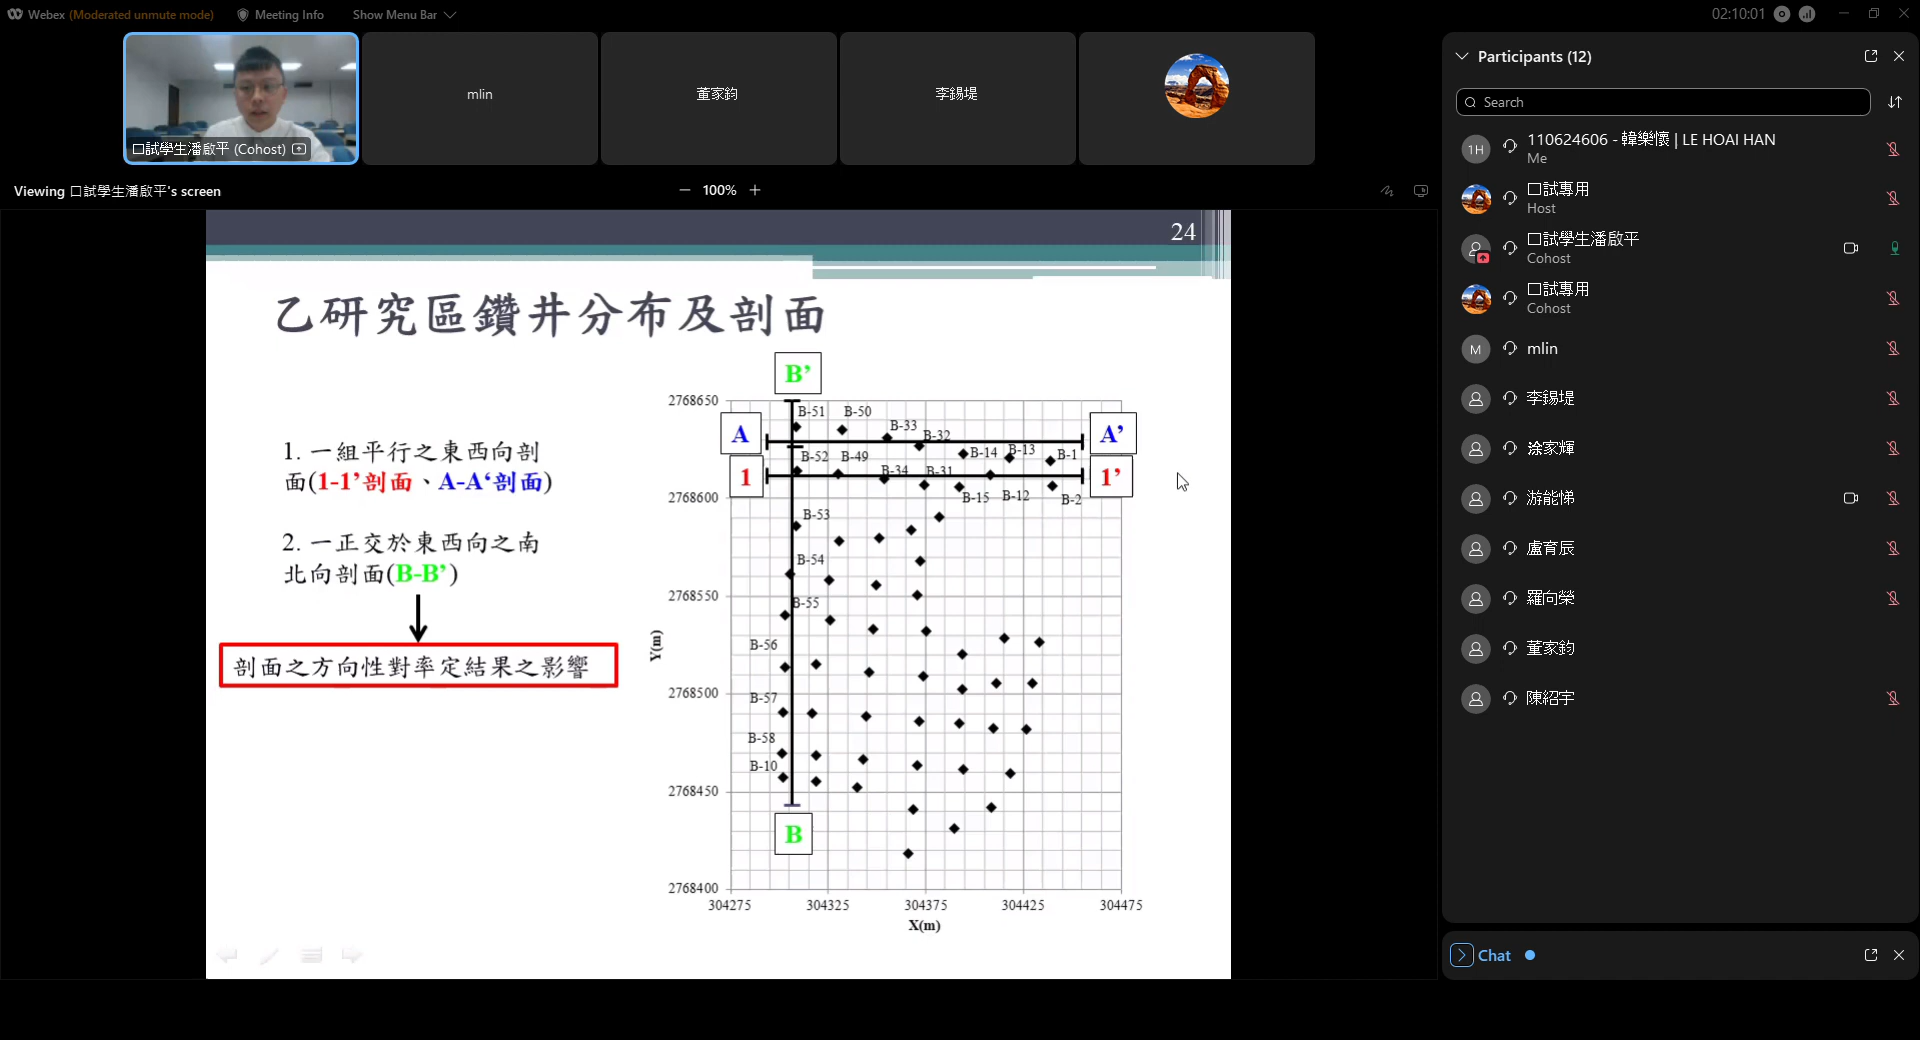 Webex (Moderated unmute mode) Meeting Info Show Menu Bar 02:10:01
口試學生潘啟平 (Cohost)
mlin
董家鈞
李錫堤
Viewing 口試學生潘啟平's screen
100%
24
乙研究區鑽井分布及剖面
1. 一組平行之東西向剖
面(1-1’剖面、A-A‘剖面)
2. 一正交於東西向之南
北向剖面(B-B’)
剖面之方向性對率定結果之影響
B’
A
A’
1
1’
B
B-51
B-50
B-33
B-32
B-14
B-13
B-1
B-52
B-49
B-34
B-31
B-15
B-12
B-2
B-53
B-54
B-55
B-56
B-57
B-58
B-10
2768650
2768600
2768550
2768500
2768450
2768400
Y(m)
304275
304325
304375
304425
304475
X(m)
Participants (12)
Search
1H
110624606 - 韓樂懷 | LE HOAI HAN
Me
口試專用
Host
口試學生潘啟平
Cohost
口試專用
Cohost
M
mlin
李錫堤
涂家輝
游能悌
盧育辰
羅向榮
董家鈞
陳紹宇
Chat